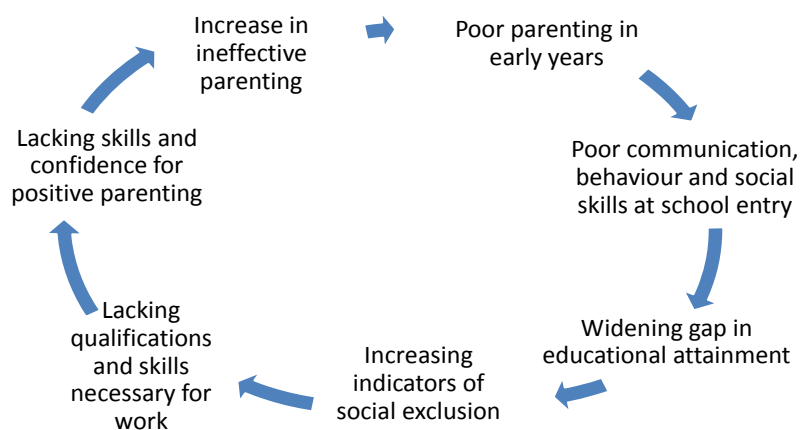 Increase in
ineffective
parenting
Poor parenting in
early years
Poor communication,
behaviour and social
skills at school entry
Widening gap in
educational attainment
Increasing
indicators of
social exclusion
Lacking
qualifications
and skills
necessary for
work
Lacking skills and
confidence for
positive parenting